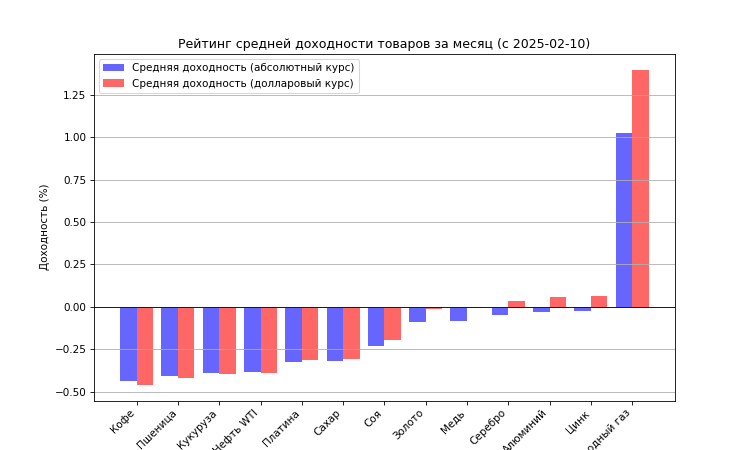 Рейтинг средней доходности товаров за месяц (с 2025-02-10)
Средняя доходность (абсолютный курс)
Средняя доходность (долларовый курс)
Доходность (%)
1.25
1.00
0.75
0.50
0.25
0.00
−0.25
−0.50
Кофе
Пшеница
Кукуруза
Нефть WTI
Платина
Сахар
Соя
Золото
Медь
Серебро
Алюминий
Цинк
газ